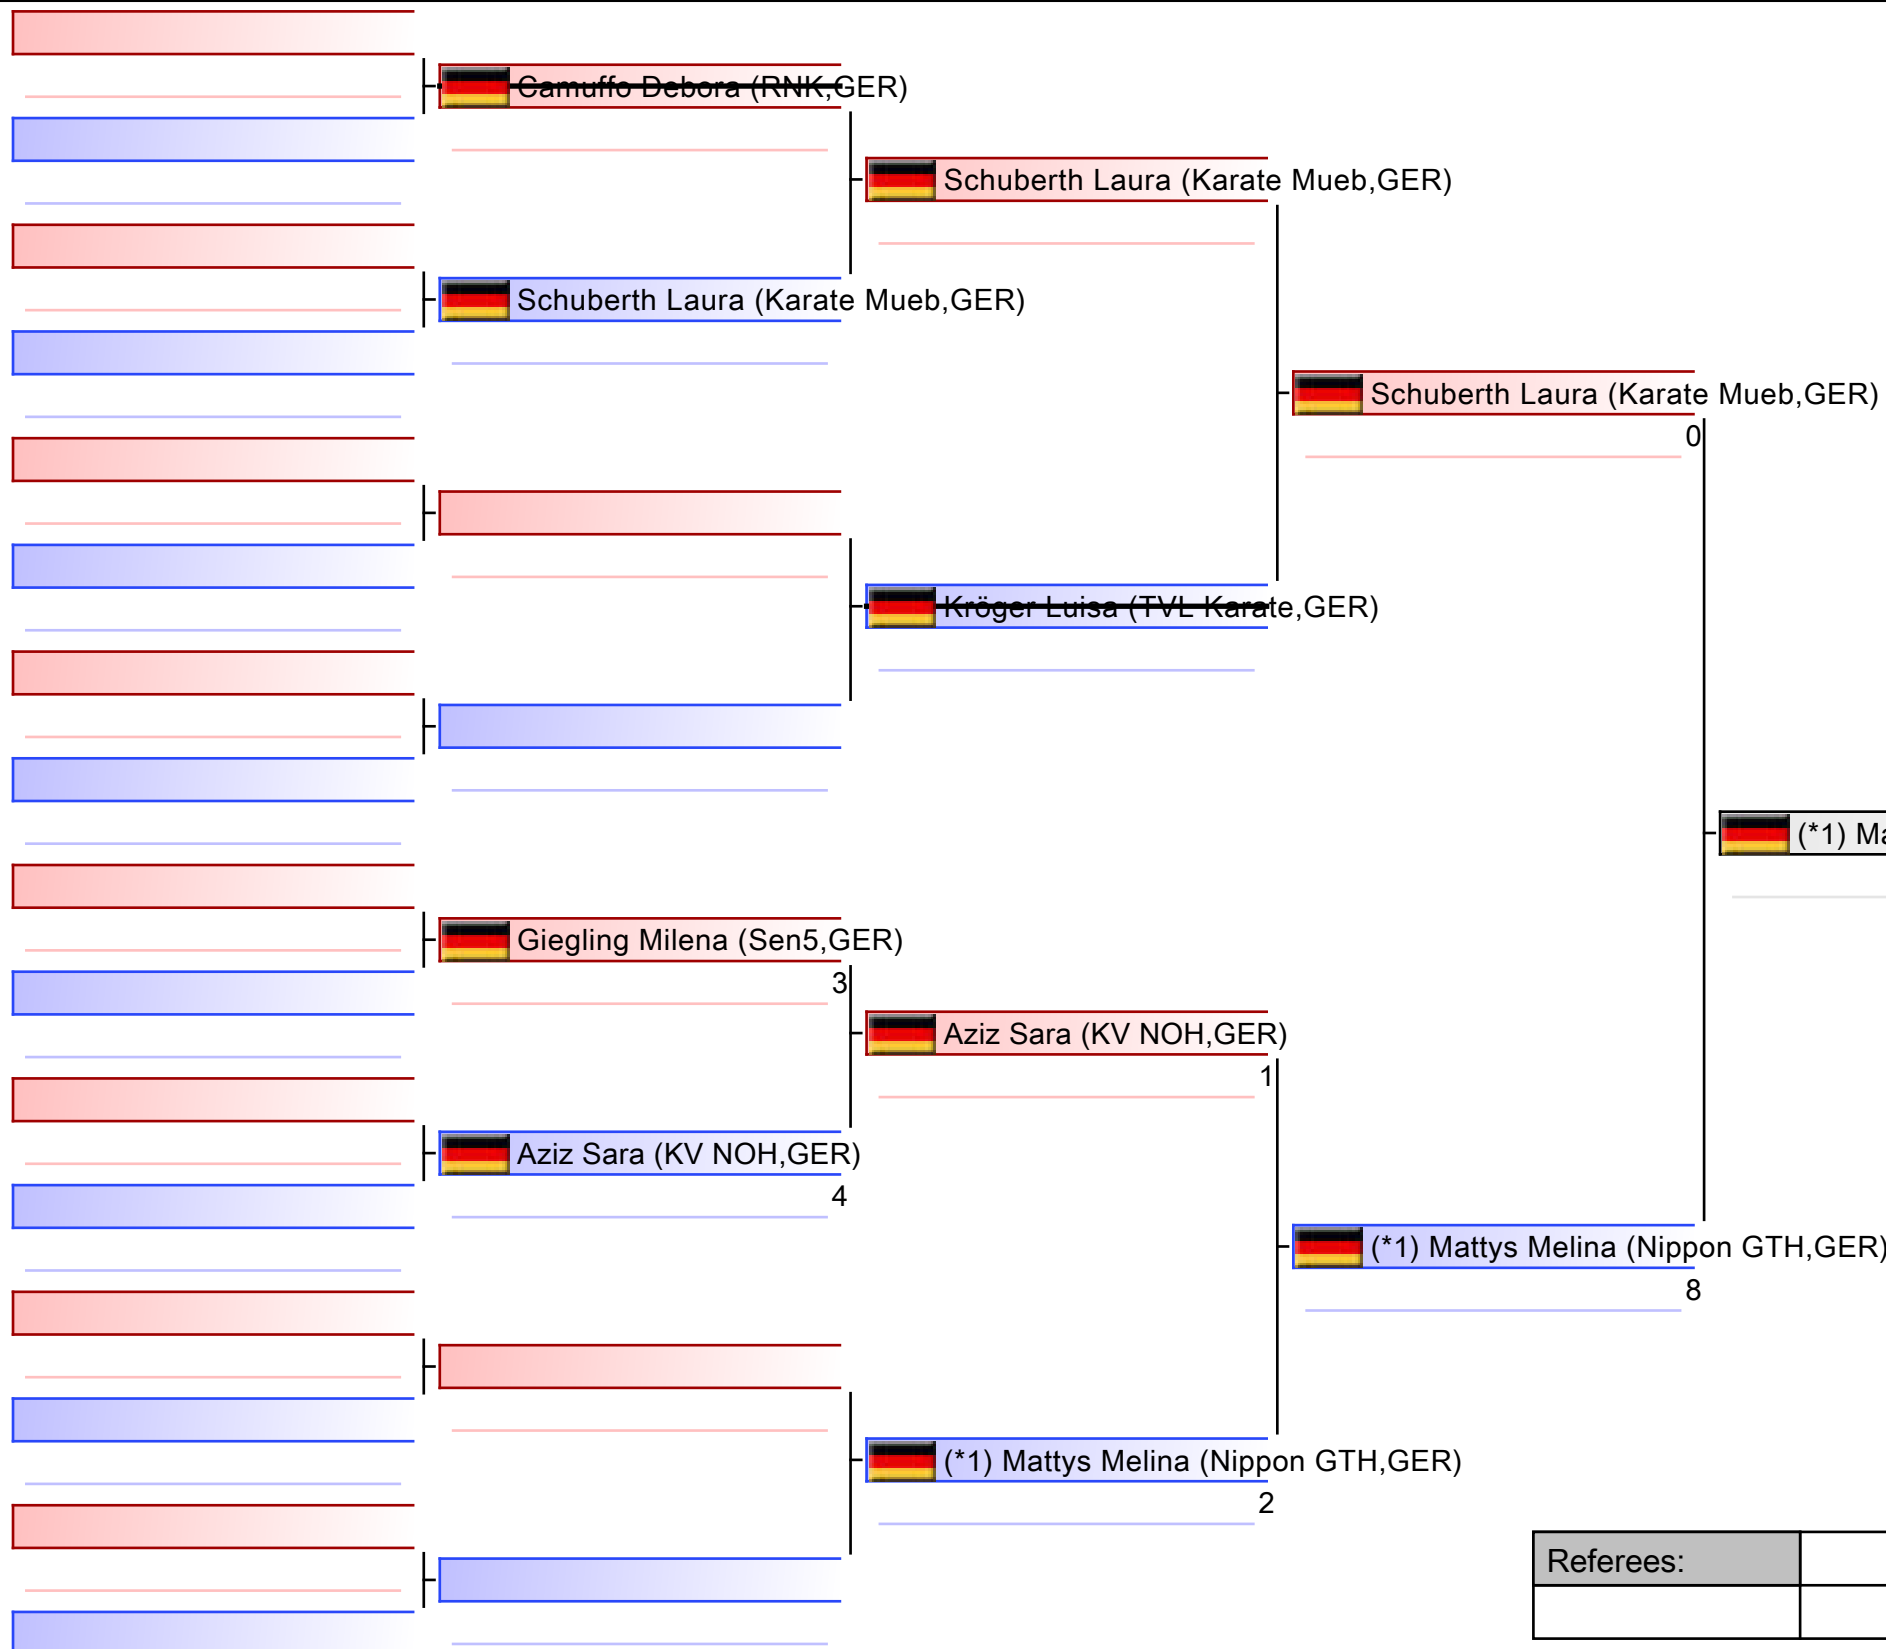 Camuffo Debora (RNK,GER)
Schuberth Laura (Karate Mueb,GER)
Schuberth Laura (Karate Mueb,GER)
Schuberth Laura (Karate Mueb,GER)
0
Kröger Luisa (TVL Karate,GER)
(*1) Ma
Giegling Milena (Sen5,GER)
3
Aziz Sara (KV NOH,GER)
1
Aziz Sara (KV NOH,GER)
4
(*1) Mattys Melina (Nippon GTH,GER)
8
(*1) Mattys Melina (Nippon GTH,GER)
2
Referees: